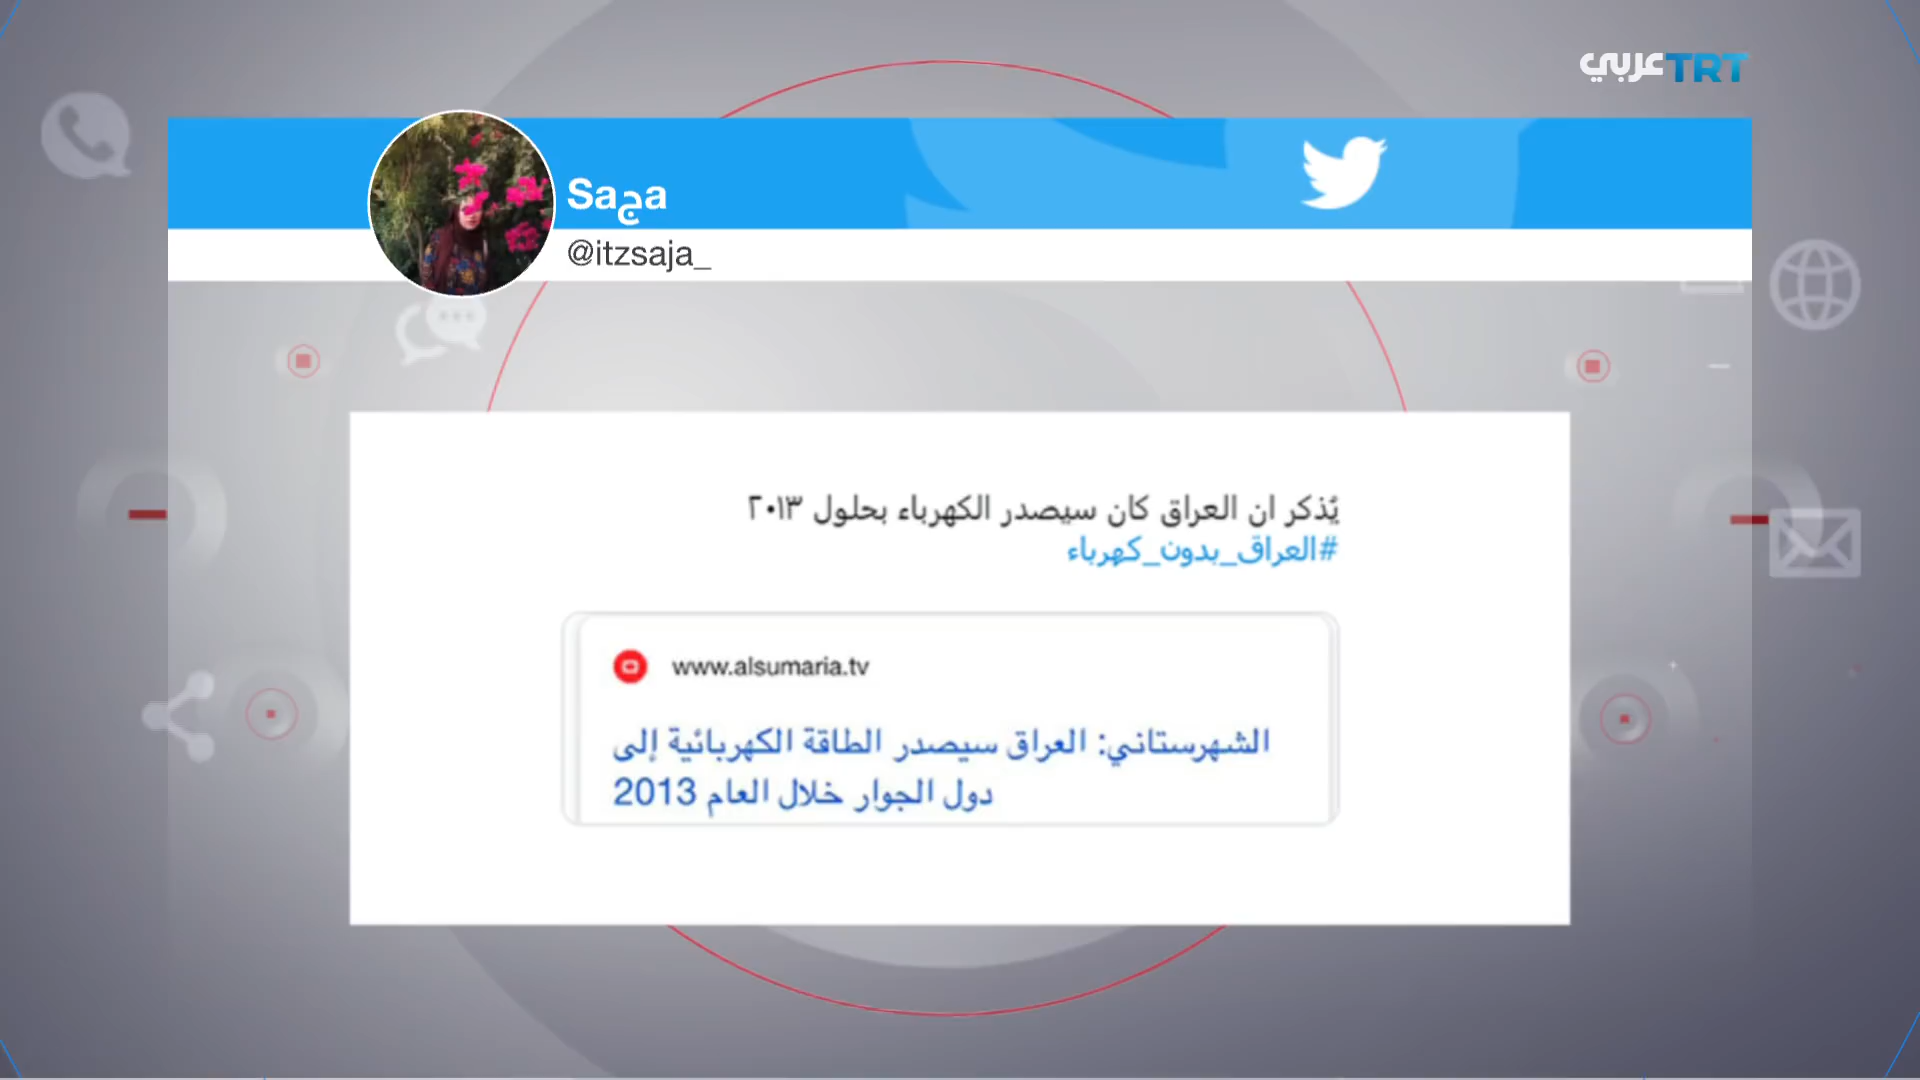 TRT عربي
Saجa
@itzsaja_
يُذكر ان العراق كان سيصدر الكهرباء بحلول ٢٠١٣
#العراق_بدون_كهرباء
www.alsumaria.tv
الشهرستاني: العراق سيصدر الطاقة الكهربائية إلى
دول الجوار خلال العام 2013